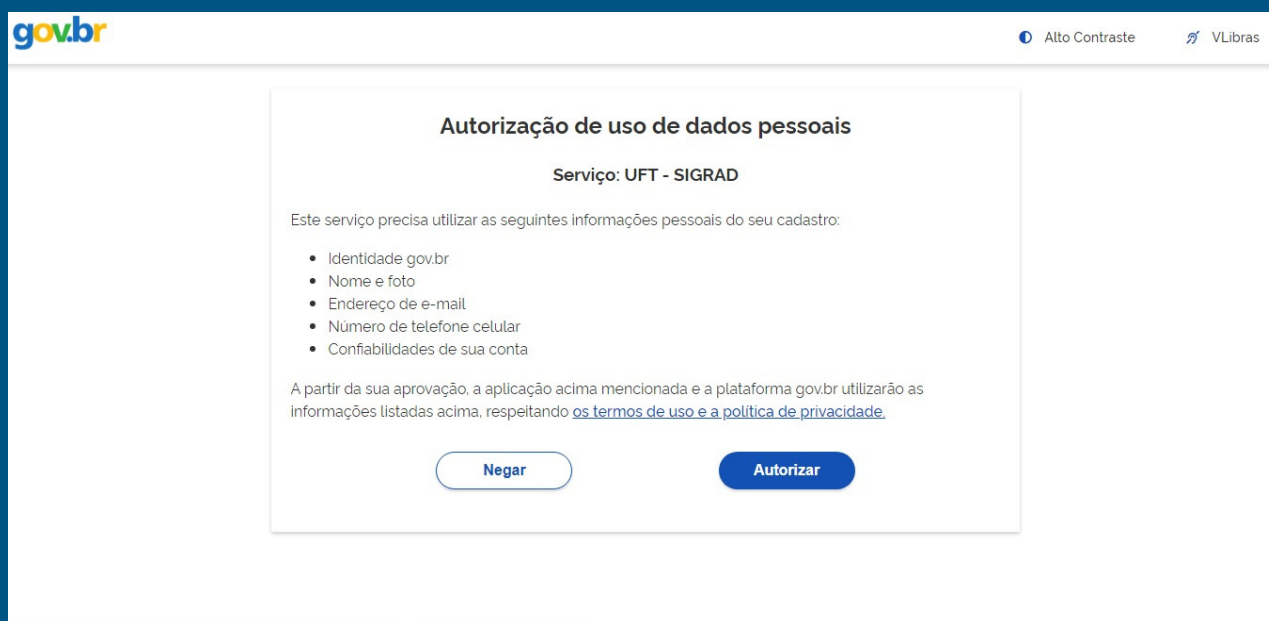 gov.br
Alto Contraste
VLibras
Autorização de uso de dados pessoais
Serviço: UFT - SIGRAD
Este serviço precisa utilizar as seguintes informações pessoais do seu cadastro:
Identidade gov.br
Nome e foto
Endereço de e-mail
Número de telefone celular
Confiabilidades de sua conta
A partir da sua aprovação, a aplicação acima mencionada e a plataforma gov.br utilizarão as
informações listadas acima, respeitando os termos de uso e a política de privacidade.
Negar
Autorizar